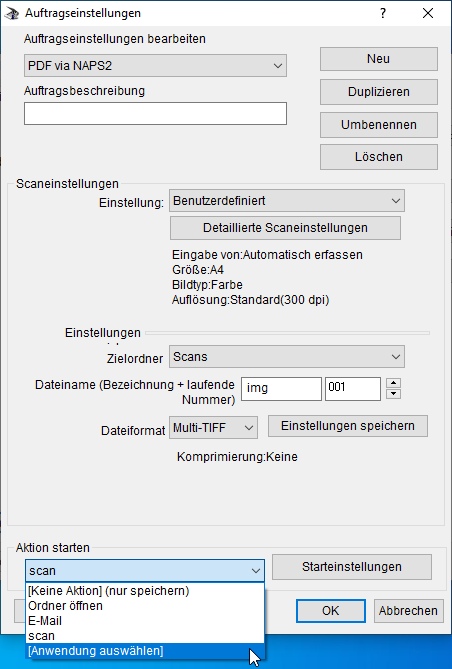 Auftragseinstellungen
?
Auftragseinstellungen bearbeiten
PDF via NAPS2
Neu
Auftragsbeschreibung
Duplizieren
Umbenennen
Löschen
Scaneinstellungen
Einstellung:
Benutzerdefiniert
Detaillierte Scaneinstellungen
Eingabe von:Automatisch erfassen
Größe:A4
Bildtyp:Farbe
Auflösung:Standard(300 dpi)
Einstellungen
Zielordner
Scans
Dateiname (Bezeichnung + laufende
Nummer)
img
001
Dateiformat
Multi-TIFF
Einstellungen speichern
Komprimierung:Keine
Aktion starten
scan
Starteinstellungen
[Keine Aktion] (nur speichern)
Ordner öffnen
E-Mail
scan
[Anwendung auswählen]
OK
Abbrechen